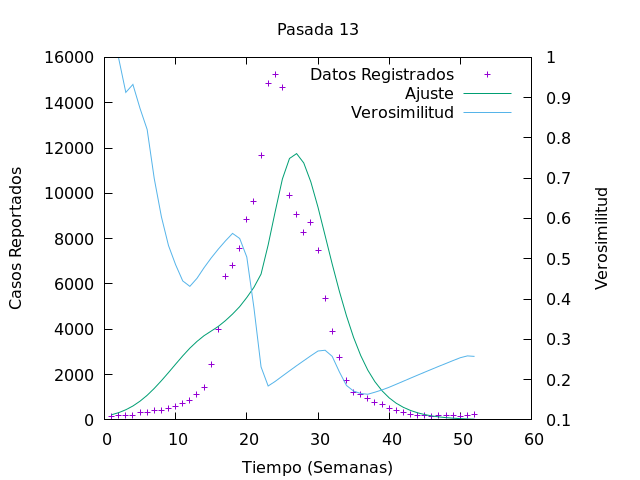 Pasada 13
16000
14000
12000
10000
8000
6000
4000
2000
0
1
0.9
0.8
0.7
0.6
0.5
0.4
0.3
0.2
0.1
0 10 20 30 40 50 60
Casos Reportados
Verosimilitud
Tiempo (Semanas)
Datos Registrados
Ajuste
Verosimilitud